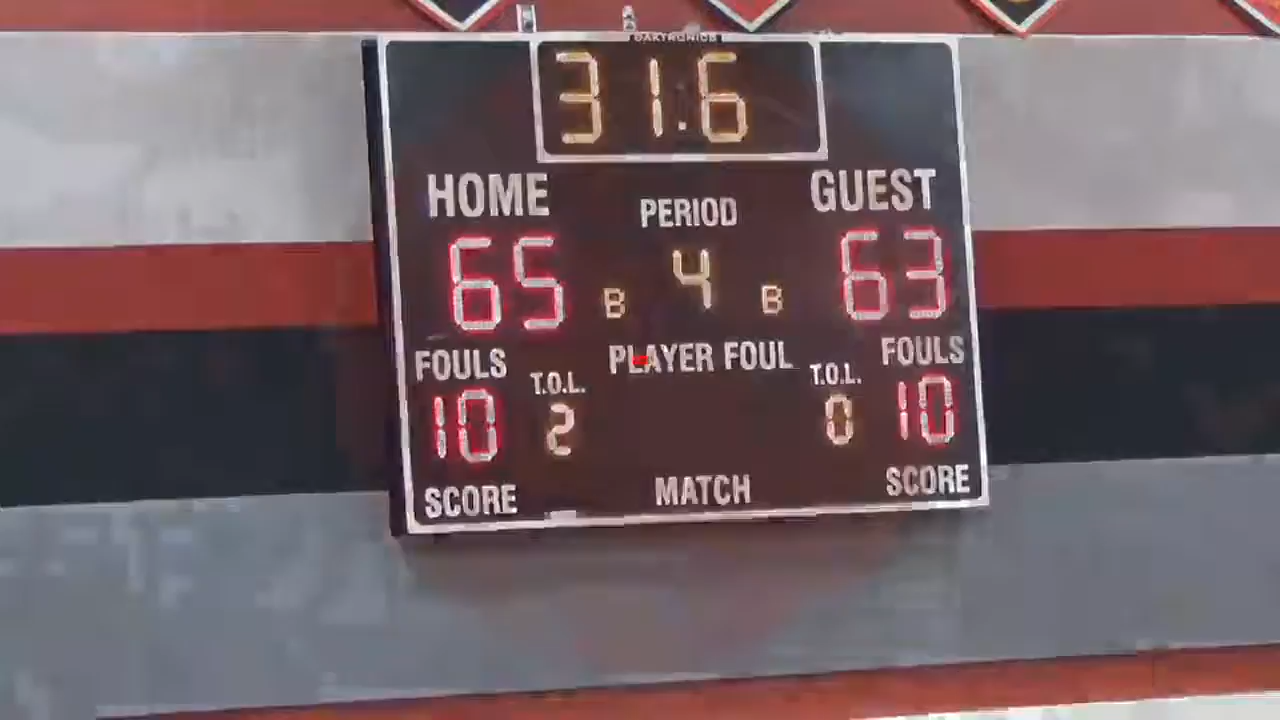 DAKTRONICS
31.6
HOME PERIOD GUEST
65 B 4 B 63
FOULS T.O.L. PLAYER FOUL T.O.L. FOULS
10 2 0 10
SCORE MATCH SCORE